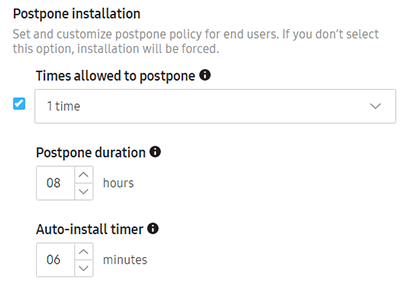 Postpone installation
Set and customize postpone policy for end users. If you don't select
this option, installation will be forced.
Times allowed to postpone
1 time
Postpone duration
08 hours
Auto-install timer
06 minutes